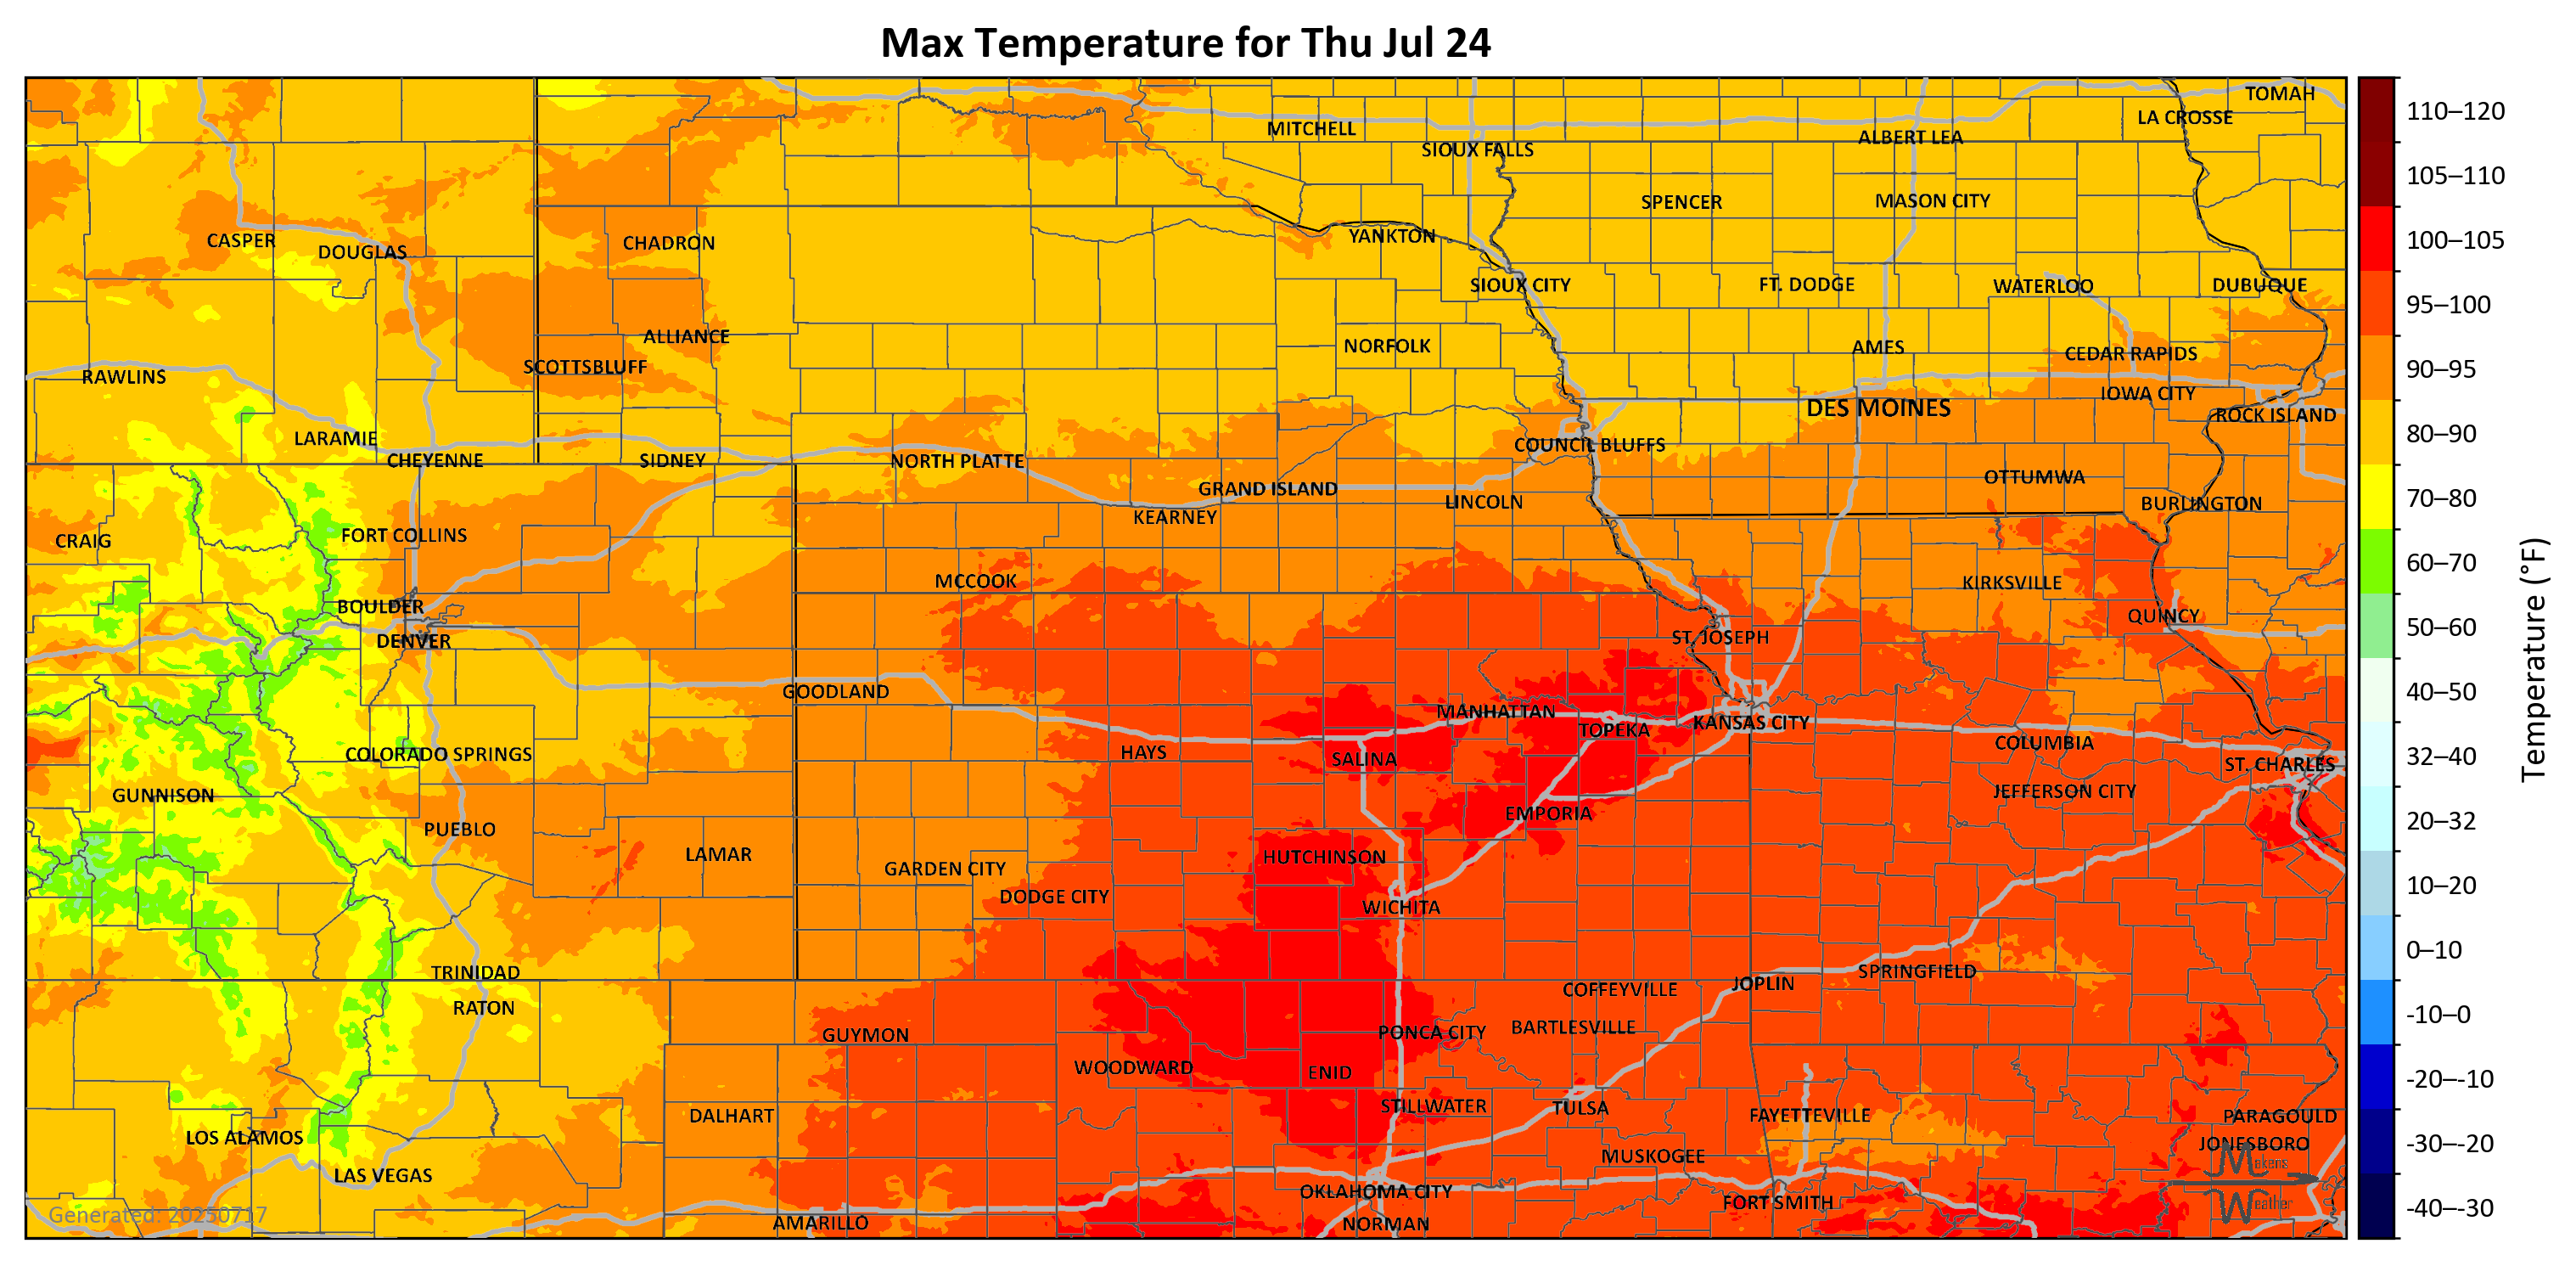 Max Temperature for Thu Jul 24
TOMAH
LA CROSSE
MITCHELL
ALBERT LEA
SIOUX FALLS
SPENCER
MASON CITY
YANKTON
CASPER
CHADRON
DOUGLAS
SIOUX CITY
FT. DODGE
WATERLOO
DUBUQUE
ALLIANCE
NORFOLK
AMES
CEDAR RAPIDS
SCOTTSBLUFF
RAWLINS
IOWA CITY
DES MOINES
ROCK ISLAND
LARAMIE
COUNCIL BLUFFS
CHEYENNE
SIDNEY
NORTH PLATTE
OTTUMWA
GRAND ISLAND
LINCOLN
BURLINGTON
KEARNEY
FORT COLLINS
CRAIG
MCCOOK
KIRKSVILLE
BOULDER
QUINCY
DENVER
ST. JOSEPH
GOODLAND
MANHATTAN
KANSAS CITY
TOPEKA
COLUMBIA
HAYS
COLORADO SPRINGS
SALINA
ST. CHARLES
GUNNISON
JEFFERSON CITY
EMPORIA
PUEBLO
LAMAR
HUTCHINSON
GARDEN CITY
DODGE CITY
WICHITA
TRINIDAD
SPRINGFIELD
JOPLIN
COFFEYVILLE
RATON
BARTLESVILLE
GUYMON
PONCA CITY
WOODWARD
ENID
STILLWATER
TULSA
DALHART
FAYETTEVILLE
PARAGOULD
LOS ALAMOS
JONESBORO
MUSKOGEE
LAS VEGAS
OKLAHOMA CITY
FORT SMITH
AMARILLO
NORMAN
Makens
Weather
Generated: 20250717
110–120
105–110
100–105
95–100
90–95
80–90
70–80
60–70
50–60
40–50
32–40
20–32
10–20
0–10
-10–0
-20–-10
-30–-20
-40–-30
Temperature (°F)